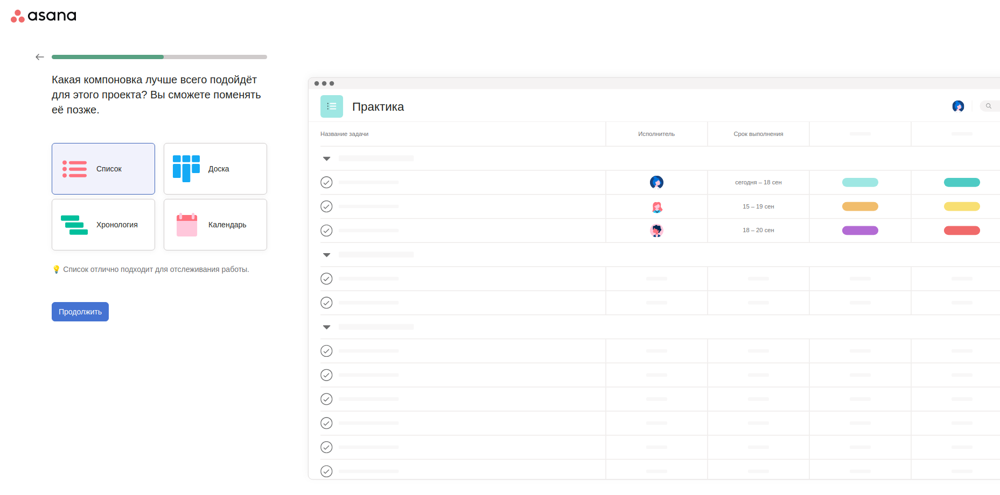 asana
Какая компоновка лучше всего подойдёт
для этого проекта? Вы сможете поменять
её позже.
Список
Доска
Хронология
Календарь
💡 Список отлично подходит для отслеживания работы.
Продолжить
Практика
Название задачи
Исполнитель
Срок выполнения
сегодня – 18 сен
15 – 19 сен
18 – 20 сен